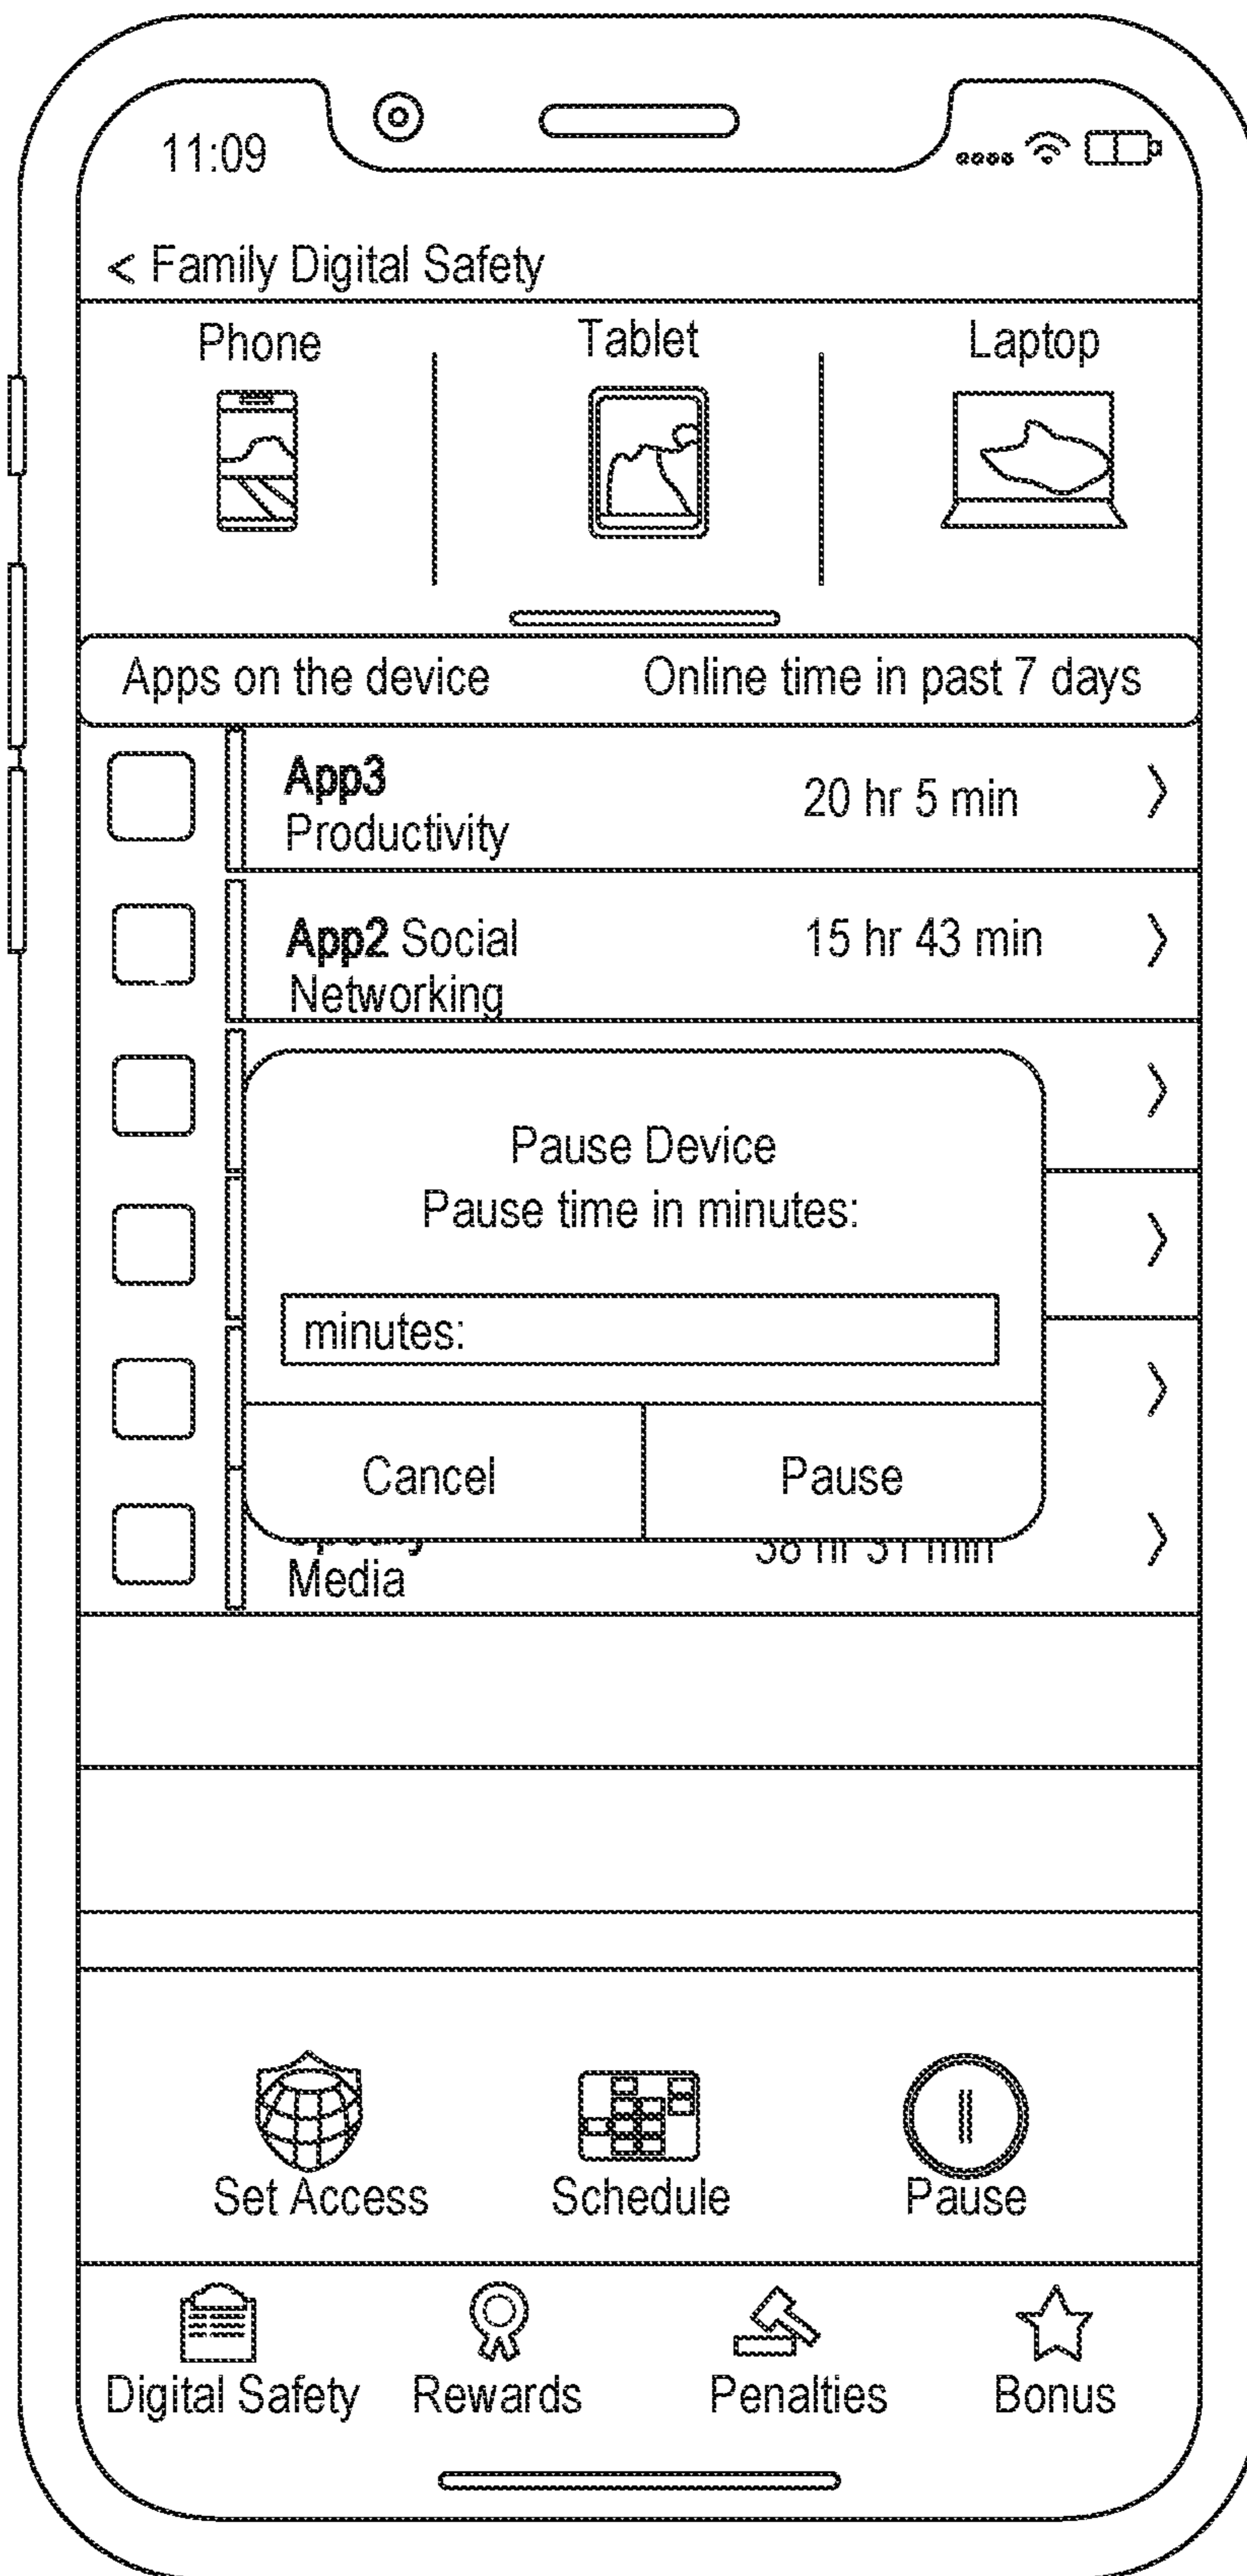 11:09
< Family Digital Safety
Phone Tablet Laptop
Apps on the device Online time in past 7 days
App3 20 hr 5 min
Productivity
App2 Social 15 hr 43 min
Networking
Pause Device
Pause time in minutes:
minutes:
Cancel Pause
Media
Set Access Schedule Pause
Digital Safety Rewards Penalties Bonus